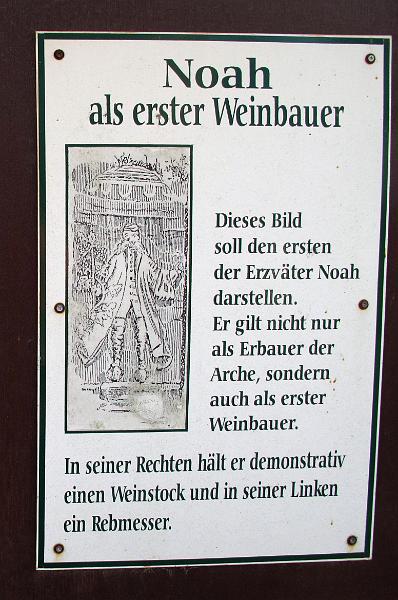 Noah
als erster Weinbauer
Dieses Bild
soll den ersten
der Erzväter Noah
darstellen.
Er gilt nicht nur
als Erbauer der
Arche, sondern
auch als erster
Weinbauer.
In seiner Rechten hält er demonstrativ
einen Weinstock und in seiner Linken
ein Rebmesser.